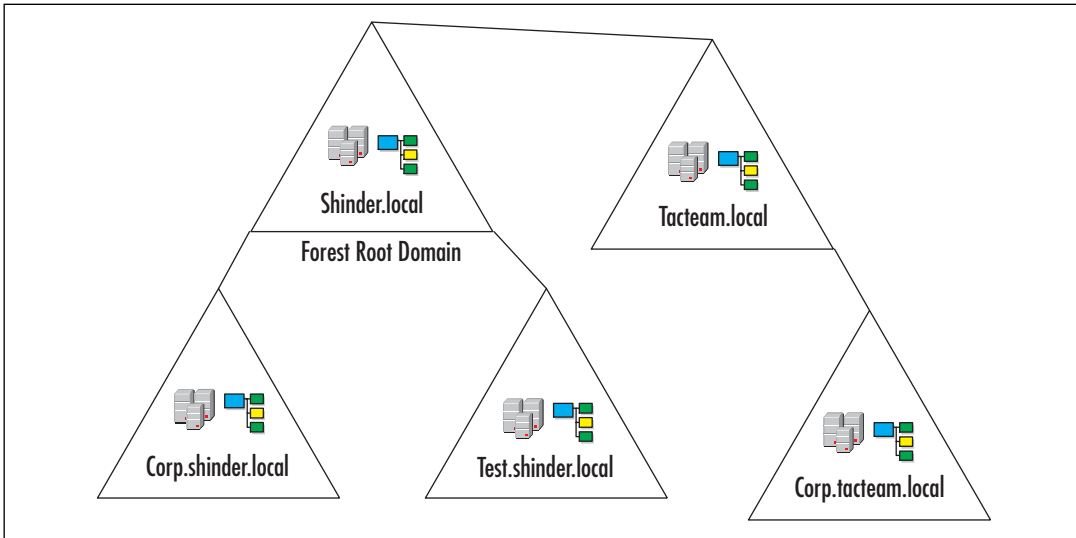 Shinder.local
Tacteam.local
Forest Root Domain
Corp.shinder.local
Test.shinder.local
Corp.tacteam.local